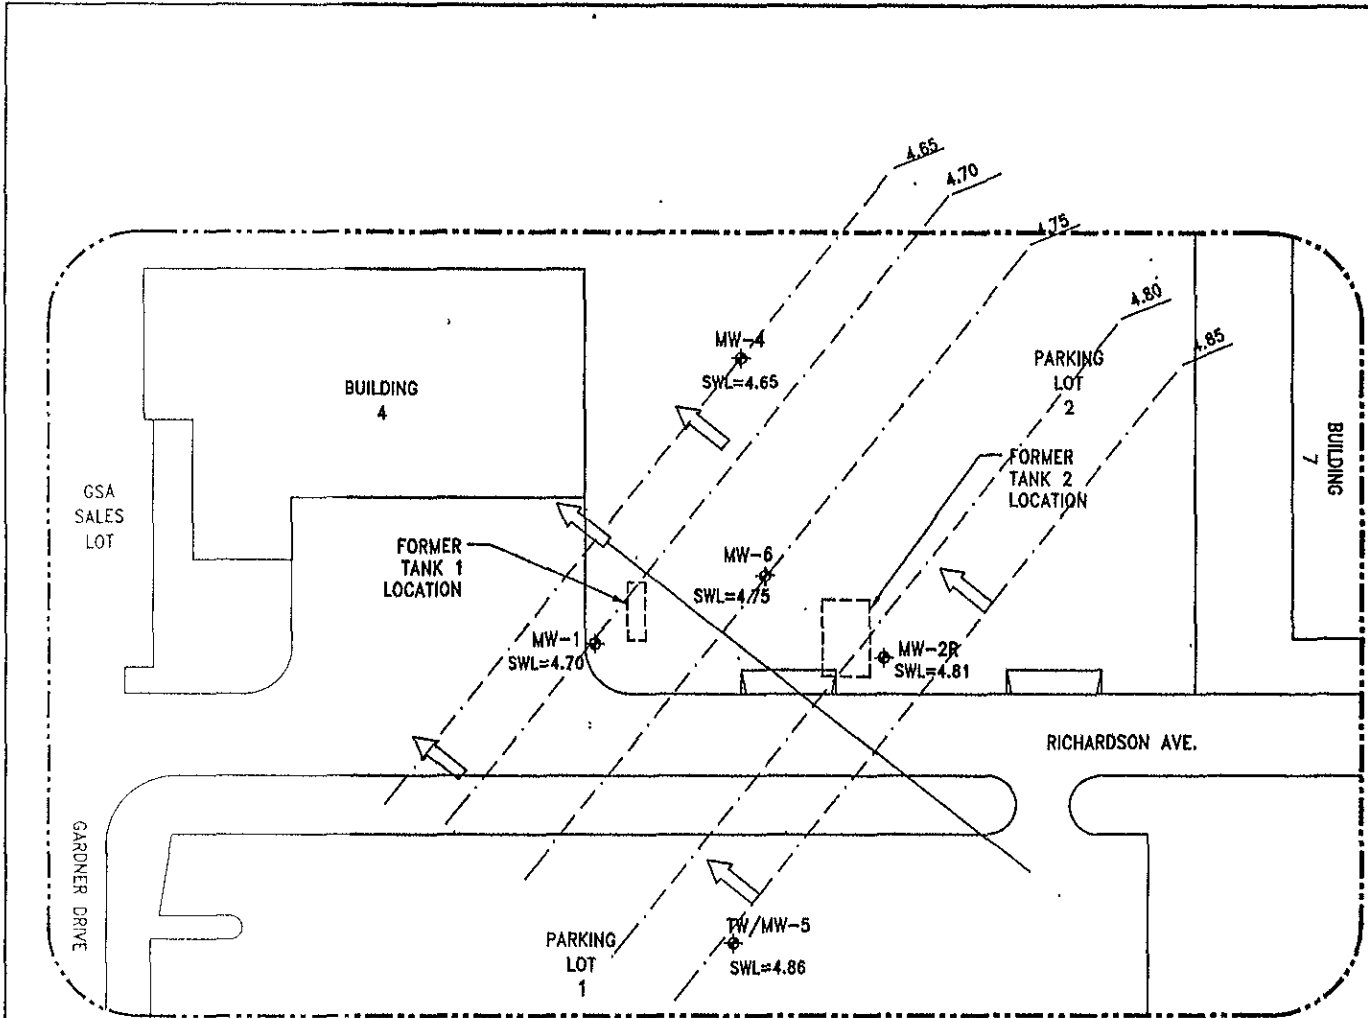 4.65
4.70
4.75
4.80
4.85
MW-4
SWL=4.65
PARKING
LOT
2
BUILDING
4
BUILDING
7
GSA
SALES
LOT
FORMER
TANK 2
LOCATION
FORMER
TANK 1
LOCATION
MW-6
SWL=4.75
MW-1
SWL=4.70
MW-2R
SWL=4.81
RICHARDSON AVE.
GARDNER DRIVE
PARKING
LOT
1
TW/MW-5
SWL=4.86